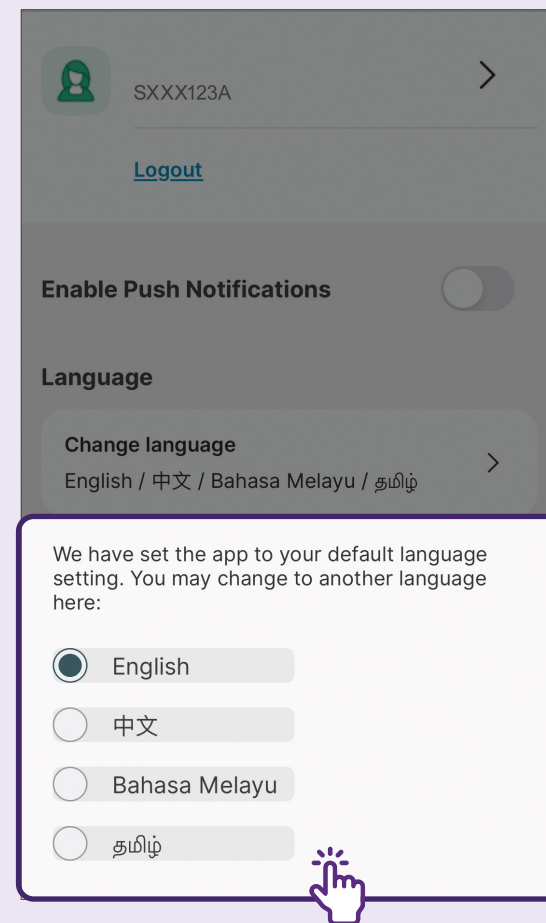 SXXX123A
Logout
Enable Push Notifications
Language
Change language
English / 中文 / Bahasa Melayu / தமிழ்
We have set the app to your default language
setting. You may change to another language
here:
English
中文
Bahasa Melayu
தமிழ்